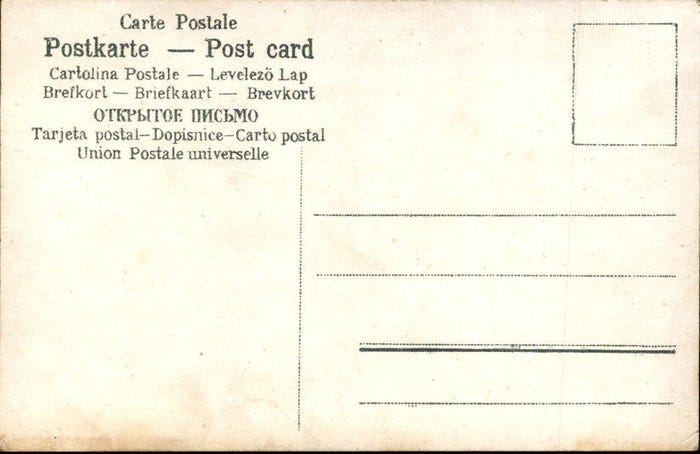 Carte Postale
Postkarte — Post card
Cartolina Postale — Levelezö Lap
Brefkort — Briefkaart — Brevkort
ОТКРЫТОЕ ПИСЬМО
Tarjeta postal—Dopisnice—Carto postal
Union Postale universelle